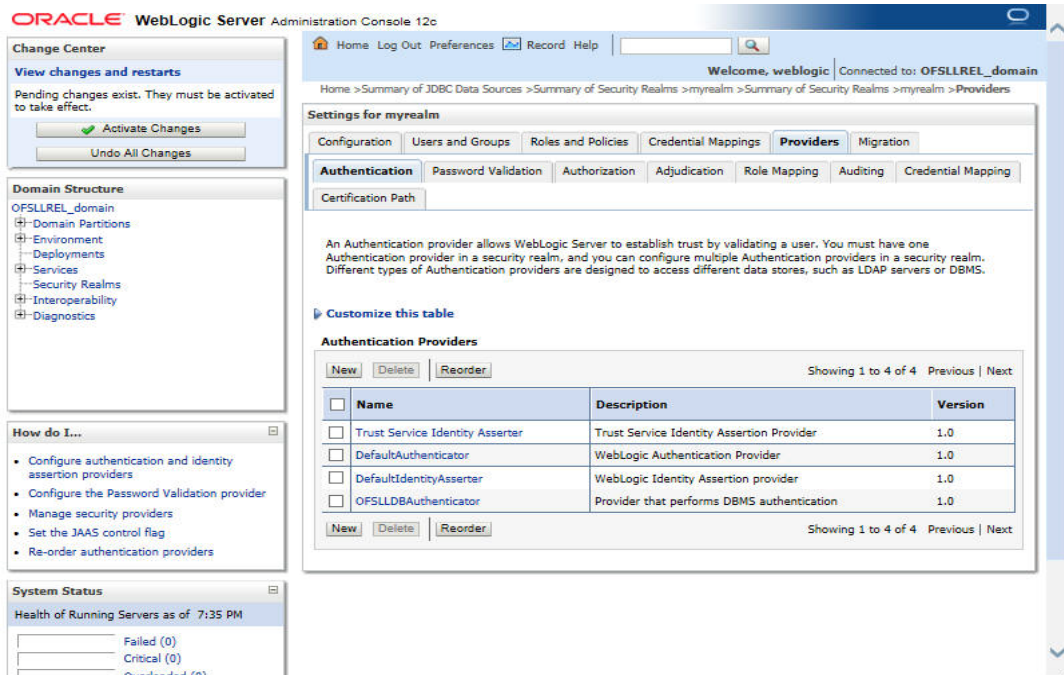 ORACLE WebLogic Server Administration Console 12c
Change Center
View changes and restarts
Pending changes exist. They must be activated
to take effect.
Activate Changes
Undo All Changes
Domain Structure
OFSLLREL_domain
Domain Partitions
Environment
Deployments
Services
Security Realms
Interoperability
Diagnostics
How do I...
• Configure authentication and identity
assertion providers
• Configure the Password Validation provider
• Manage security providers
• Set the JAAS control flag
• Re-order authentication providers
System Status
Health of Running Servers as of 7:35 PM
Failed (0)
Critical (0)
Overloaded (0)
Home Log Out Preferences Record Help
Welcome, weblogic Connected to: OFSLLREL_domain
Home >Summary of JDBC Data Sources >Summary of Security Realms >myrealm >Summary of Security Realms >myrealm >Providers
Settings for myrealm
Configuration Users and Groups Roles and Policies Credential Mappings Providers Migration
Authentication Password Validation Authorization Adjudication Role Mapping Auditing Credential Mapping
Certification Path
An Authentication provider allows WebLogic Server to establish trust by validating a user. You must have one
Authentication provider in a security realm, and you can configure multiple Authentication providers in a security realm.
Different types of Authentication providers are designed to access different data stores, such as LDAP servers or DBMS.
Customize this table
Authentication Providers
New Delete Reorder Showing 1 to 4 of 4 Previous | Next
Name Description Version
Trust Service Identity Asserter Trust Service Identity Assertion Provider 1.0
DefaultAuthenticator WebLogic Authentication Provider 1.0
DefaultIdentityAsserter WebLogic Identity Assertion provider 1.0
OFSLLDBAuthenticator Provider that performs DBMS authentication 1.0
New Delete Reorder Showing 1 to 4 of 4 Previous | Next